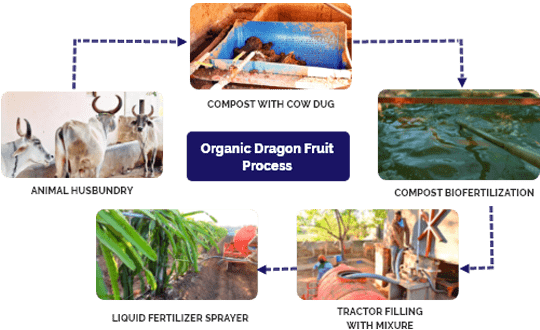 COMPOST WITH COW DUG
Organic Dragon Fruit
Process
ANIMAL HUSBUNDRY
COMPOST BIOFERTILIZATION
LIQUID FERTILIZER SPRAYER
TRACTOR FILLING
WITH MIXURE